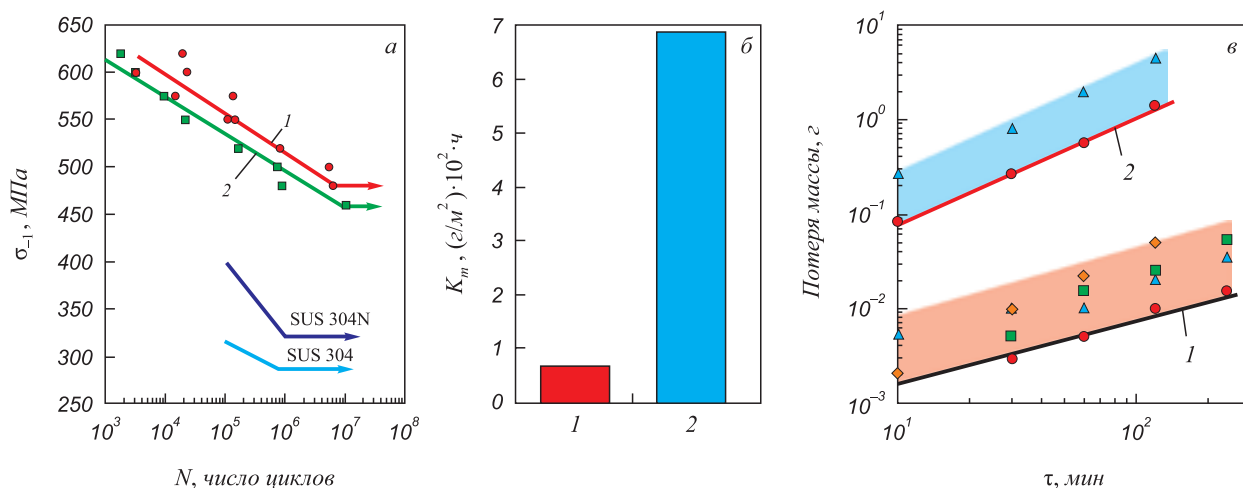 а
σ₋₁, МПа
650
600
550
500
450
400
350
300
250
1
2
SUS 304N
SUS 304
10³ 10⁴ 10⁵ 10⁶ 10⁷ 10⁸
N, число циклов
б
Kₘ, (г/м²)·10²·ч
7
6
5
4
3
2
1
0
1 2
в
Потеря массы, г
10¹
10⁰
10⁻¹
10⁻²
10⁻³
2
1
10¹ 10²
τ, мин